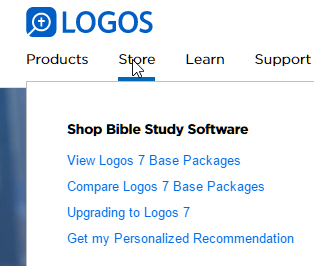 LOGOS
Products Store Learn Support
Shop Bible Study Software
View Logos 7 Base Packages
Compare Logos 7 Base Packages
Upgrading to Logos 7
Get my Personalized Recommendation